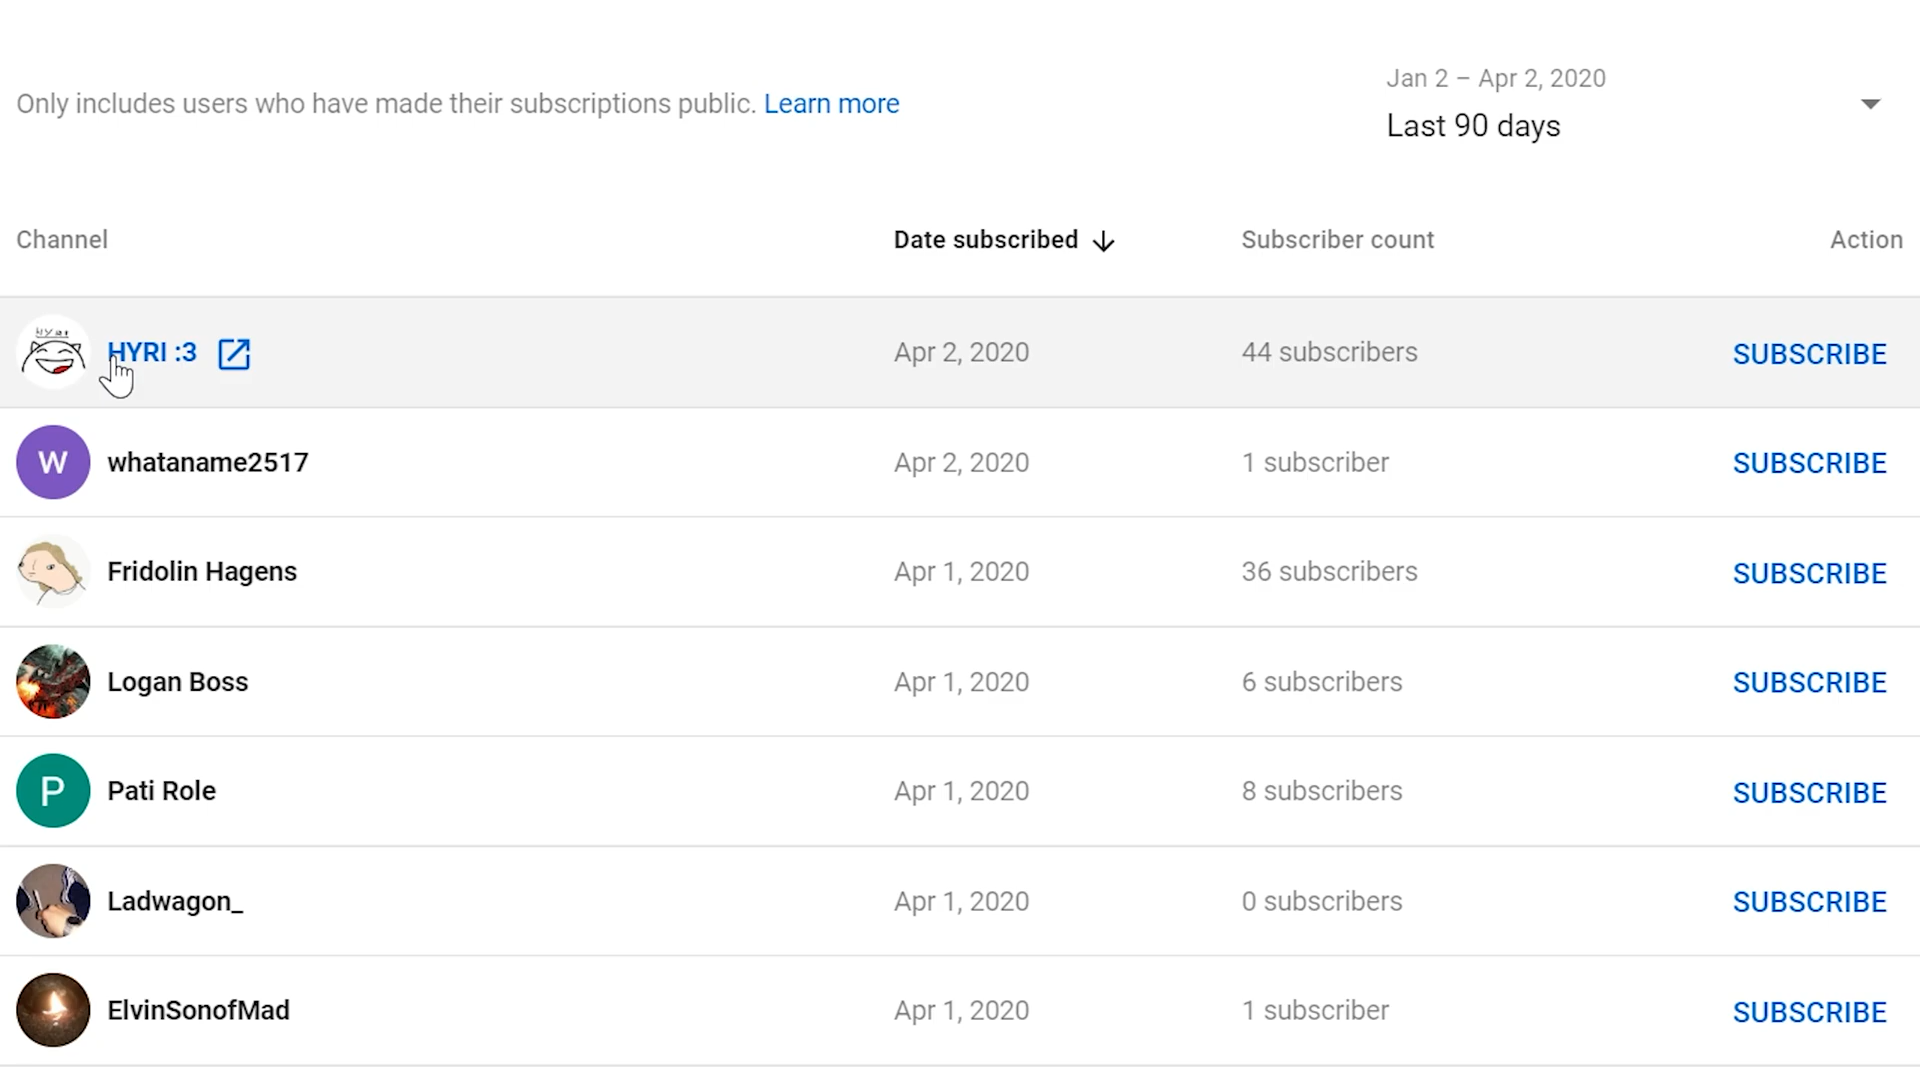 Jan 2 – Apr 2, 2020
Only includes users who have made their subscriptions public. Learn more
Last 90 days
Channel Date subscribed Subscriber count Action
HYRI
HYRI :3 Apr 2, 2020 44 subscribers SUBSCRIBE
W whataname2517 Apr 2, 2020 1 subscriber SUBSCRIBE
Fridolin Hagens Apr 1, 2020 36 subscribers SUBSCRIBE
Logan Boss Apr 1, 2020 6 subscribers SUBSCRIBE
P Pati Role Apr 1, 2020 8 subscribers SUBSCRIBE
Ladwagon_ Apr 1, 2020 0 subscribers SUBSCRIBE
ElvinSonofMad Apr 1, 2020 1 subscriber SUBSCRIBE